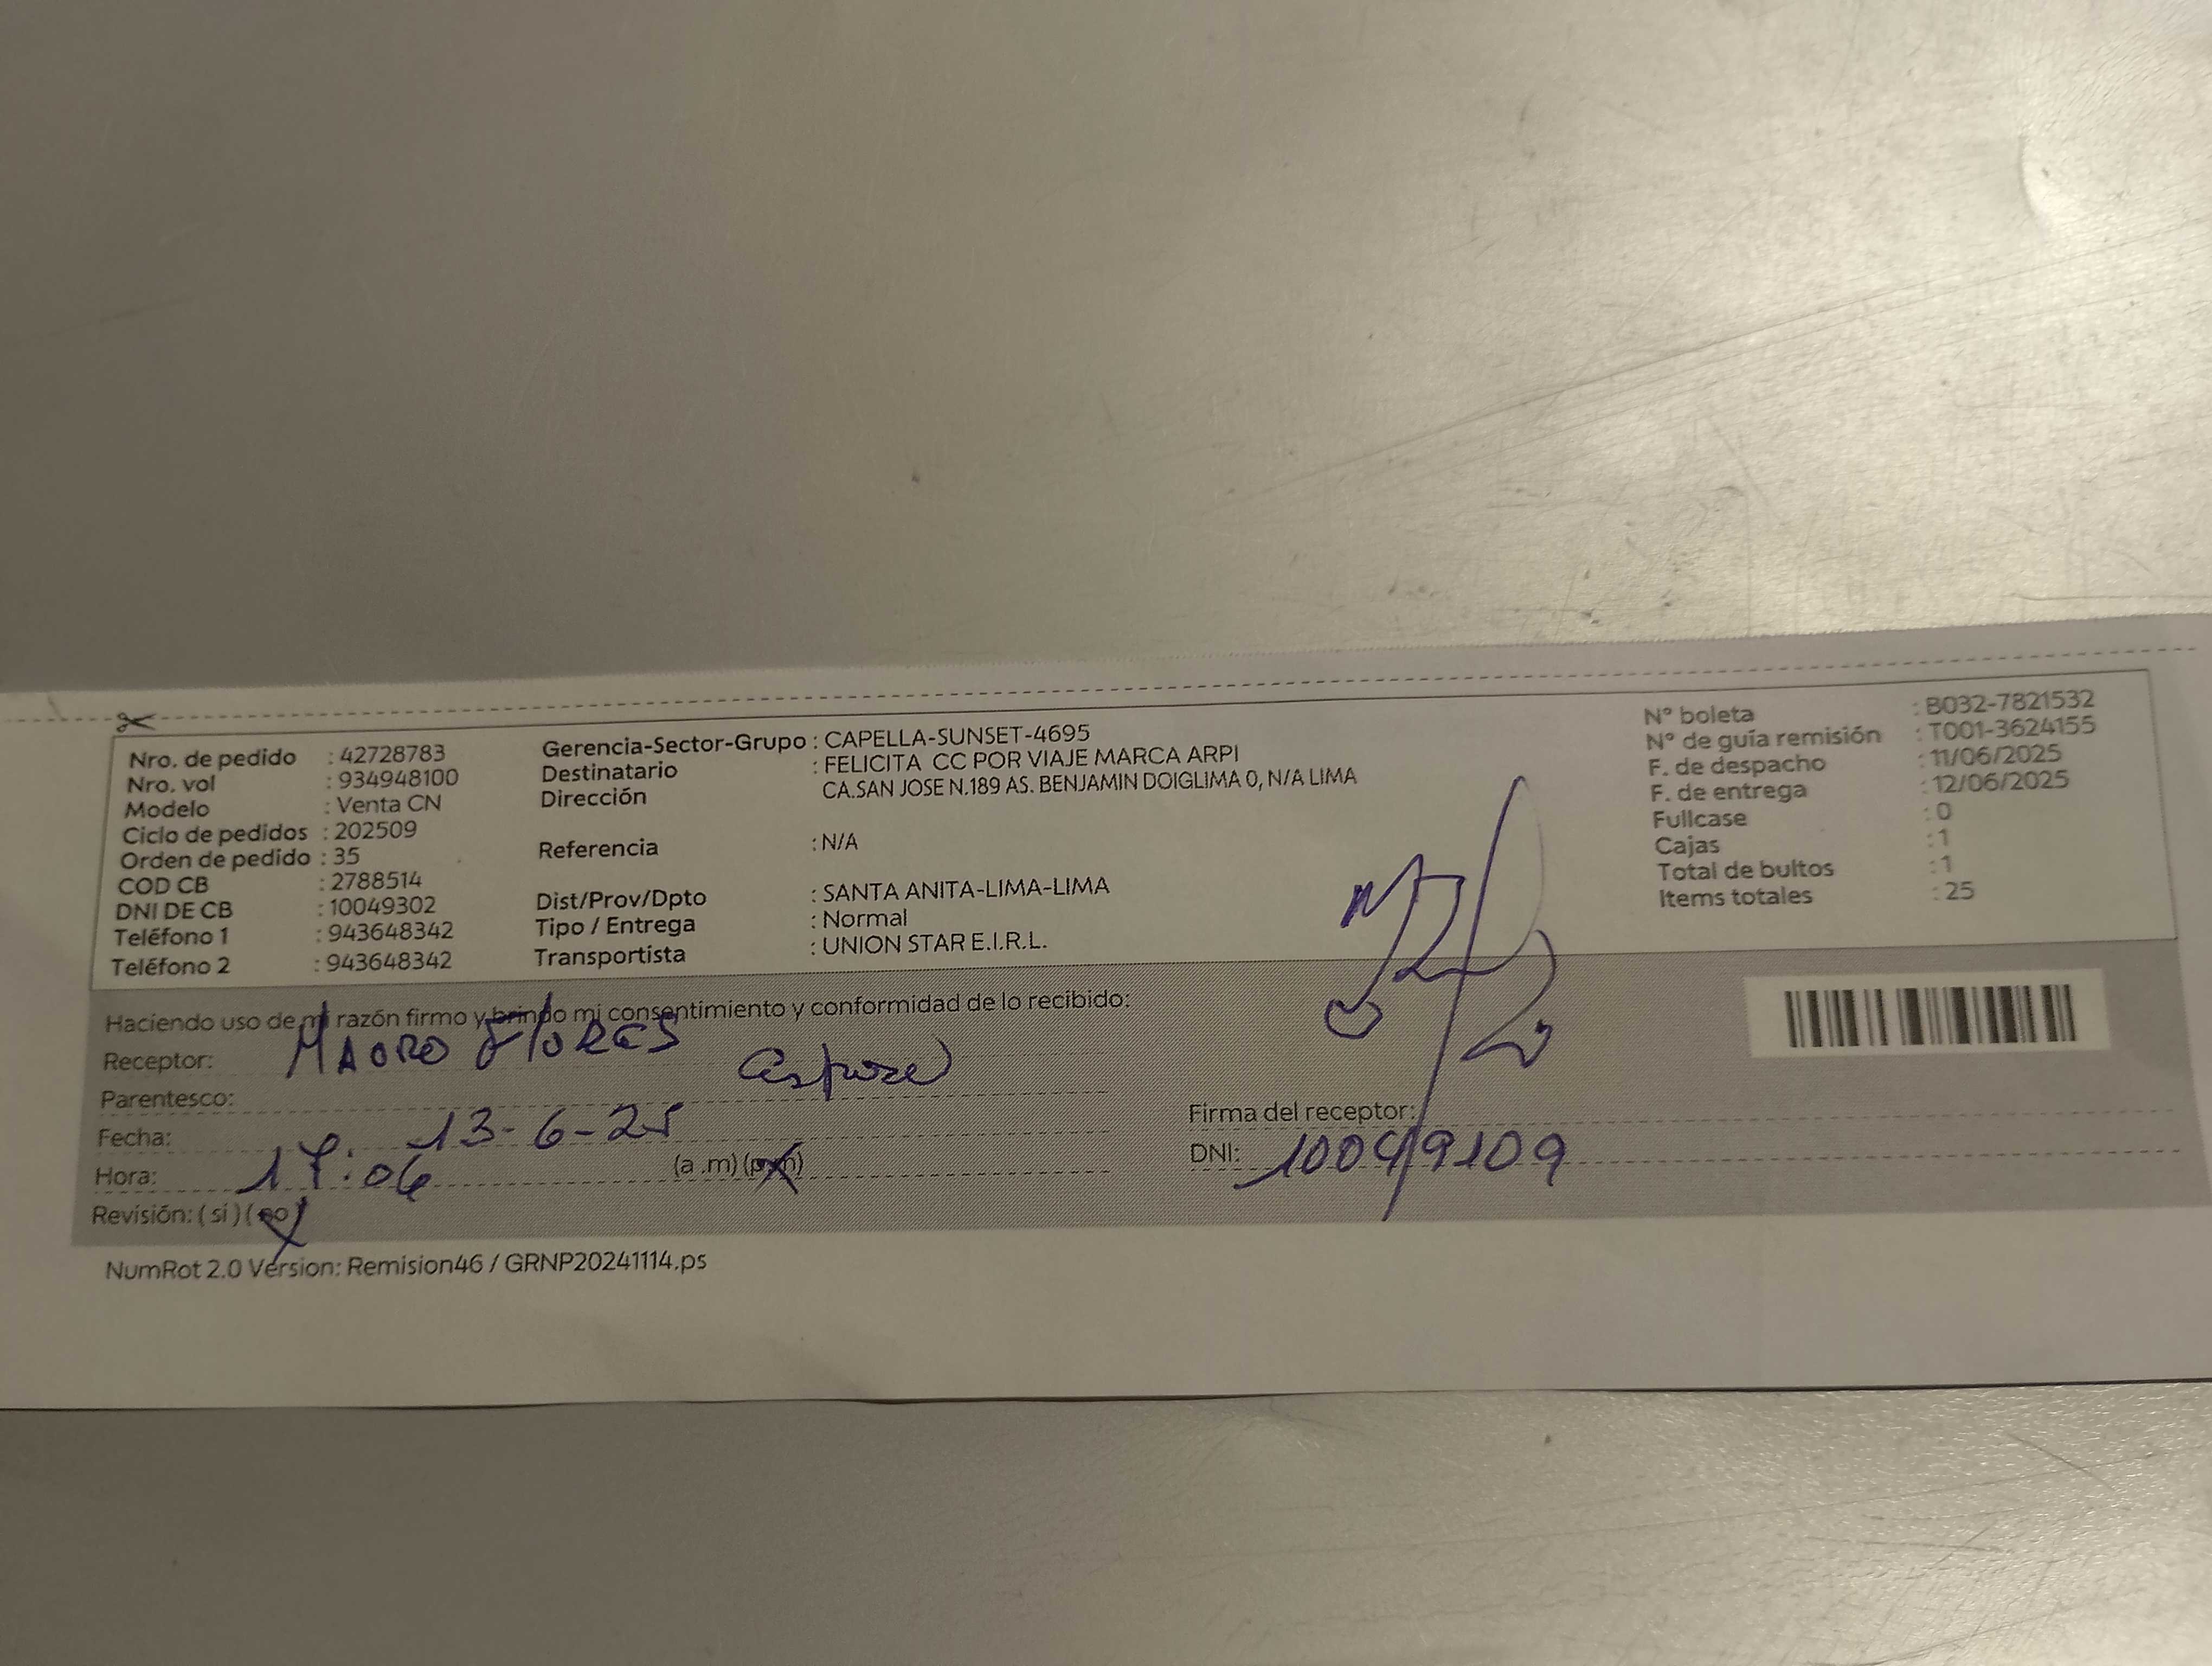 Nro. de pedido : 42728783
Nro. vol : 934948100
Modelo : Venta CN
Ciclo de pedidos : 202509
Orden de pedido : 35
COD CB : 2788514
DNI DE CB : 10049302
Teléfono 1 : 943648342
Teléfono 2 : 943648342
Gerencia-Sector-Grupo : CAPELLA-SUNSET-4695
Destinatario : FELICITA CC POR VIAJE MARCA ARPI
Dirección CA.SAN JOSE N.189 AS. BENJAMIN DOIGLIMA 0, N/A LIMA
Referencia : N/A
Dist/Prov/Dpto : SANTA ANITA-LIMA-LIMA
Tipo / Entrega : Normal
Transportista : UNION STAR E.I.R.L.
N° boleta : B032-7821532
N° de guía remisión : T001-3624155
F. de despacho : 11/06/2025
F. de entrega : 12/06/2025
Fullcase : 0
Cajas : 1
Total de bultos : 1
Items totales : 25
Haciendo uso de mi razón firmo y brindo mi consentimiento y conformidad de lo recibido:
Receptor: MAORO FLORES
Parentesco:
Fecha: 13-6-25
Hora: 17:06 (a.m) (p.m)
Revisión: ( sí ) ( no )
Firma del receptor:
DNI: 10049109
NumRot 2.0 Versión: Remision46 / GRNP20241114.ps